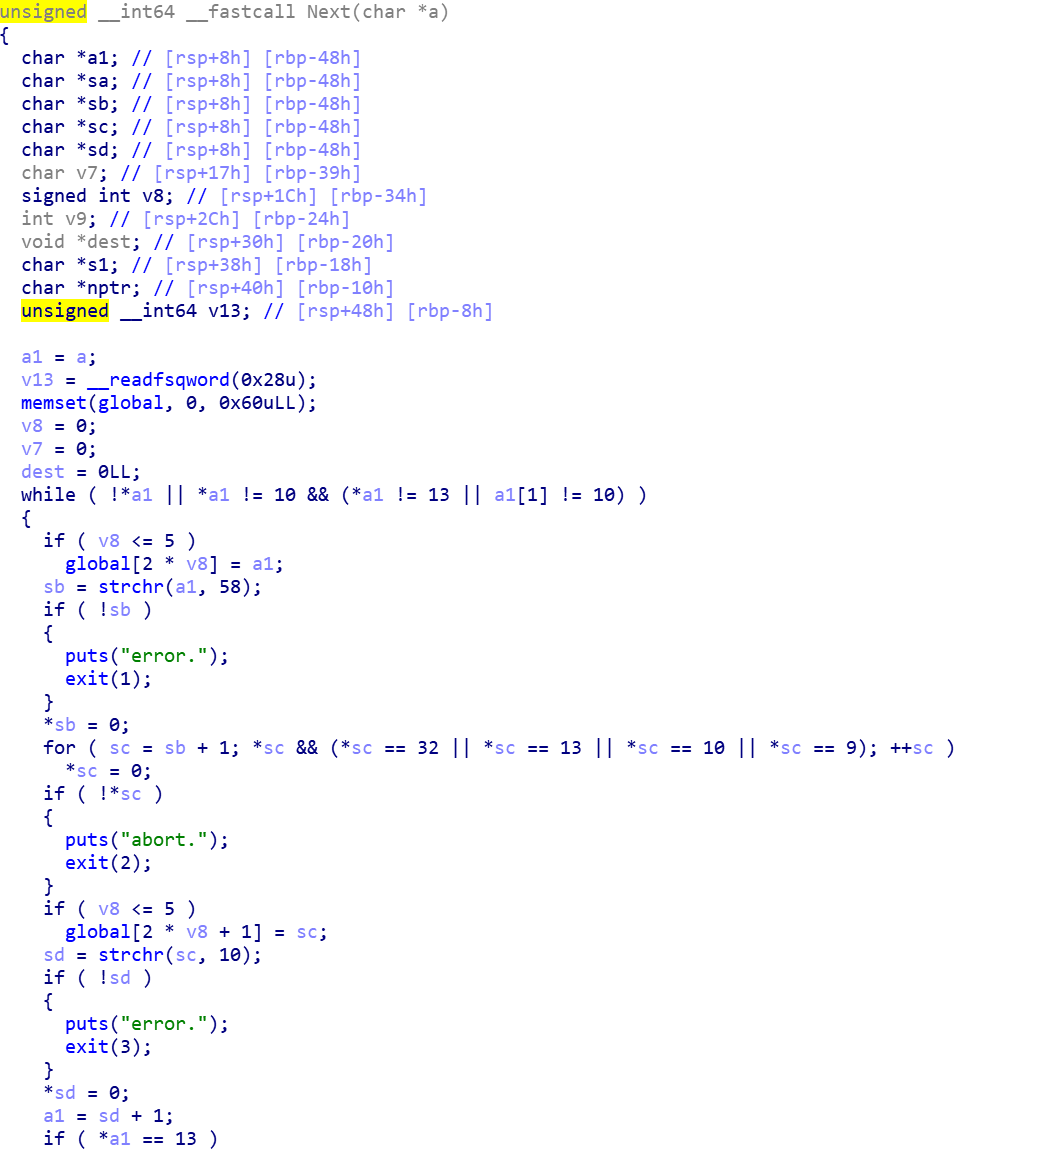 unsigned __int64 __fastcall Next(char *a)
{
  char *a1; // [rsp+8h] [rbp-48h]
  char *sa; // [rsp+8h] [rbp-48h]
  char *sb; // [rsp+8h] [rbp-48h]
  char *sc; // [rsp+8h] [rbp-48h]
  char *sd; // [rsp+8h] [rbp-48h]
  char v7; // [rsp+17h] [rbp-39h]
  signed int v8; // [rsp+1Ch] [rbp-34h]
  int v9; // [rsp+2Ch] [rbp-24h]
  void *dest; // [rsp+30h] [rbp-20h]
  char *s1; // [rsp+38h] [rbp-18h]
  char *nptr; // [rsp+40h] [rbp-10h]
  unsigned __int64 v13; // [rsp+48h] [rbp-8h]

  a1 = a;
  v13 = __readfsqword(0x28u);
  memset(global, 0, 0x60uLL);
  v8 = 0;
  v7 = 0;
  dest = 0LL;
  while ( !*a1 || *a1 != 10 && (*a1 != 13 || a1[1] != 10) )
  {
    if ( v8 <= 5 )
      global[2 * v8] = a1;
    sb = strchr(a1, 58);
    if ( !sb )
    {
      puts("error.");
      exit(1);
    }
    *sb = 0;
    for ( sc = sb + 1; *sc && (*sc == 32 || *sc == 13 || *sc == 10 || *sc == 9); ++sc )
      *sc = 0;
    if ( !*sc )
    {
      puts("abort.");
      exit(2);
    }
    if ( v8 <= 5 )
      global[2 * v8 + 1] = sc;
    sd = strchr(sc, 10);
    if ( !sd )
    {
      puts("error.");
      exit(3);
    }
    *sd = 0;
    a1 = sd + 1;
    if ( *a1 == 13 )